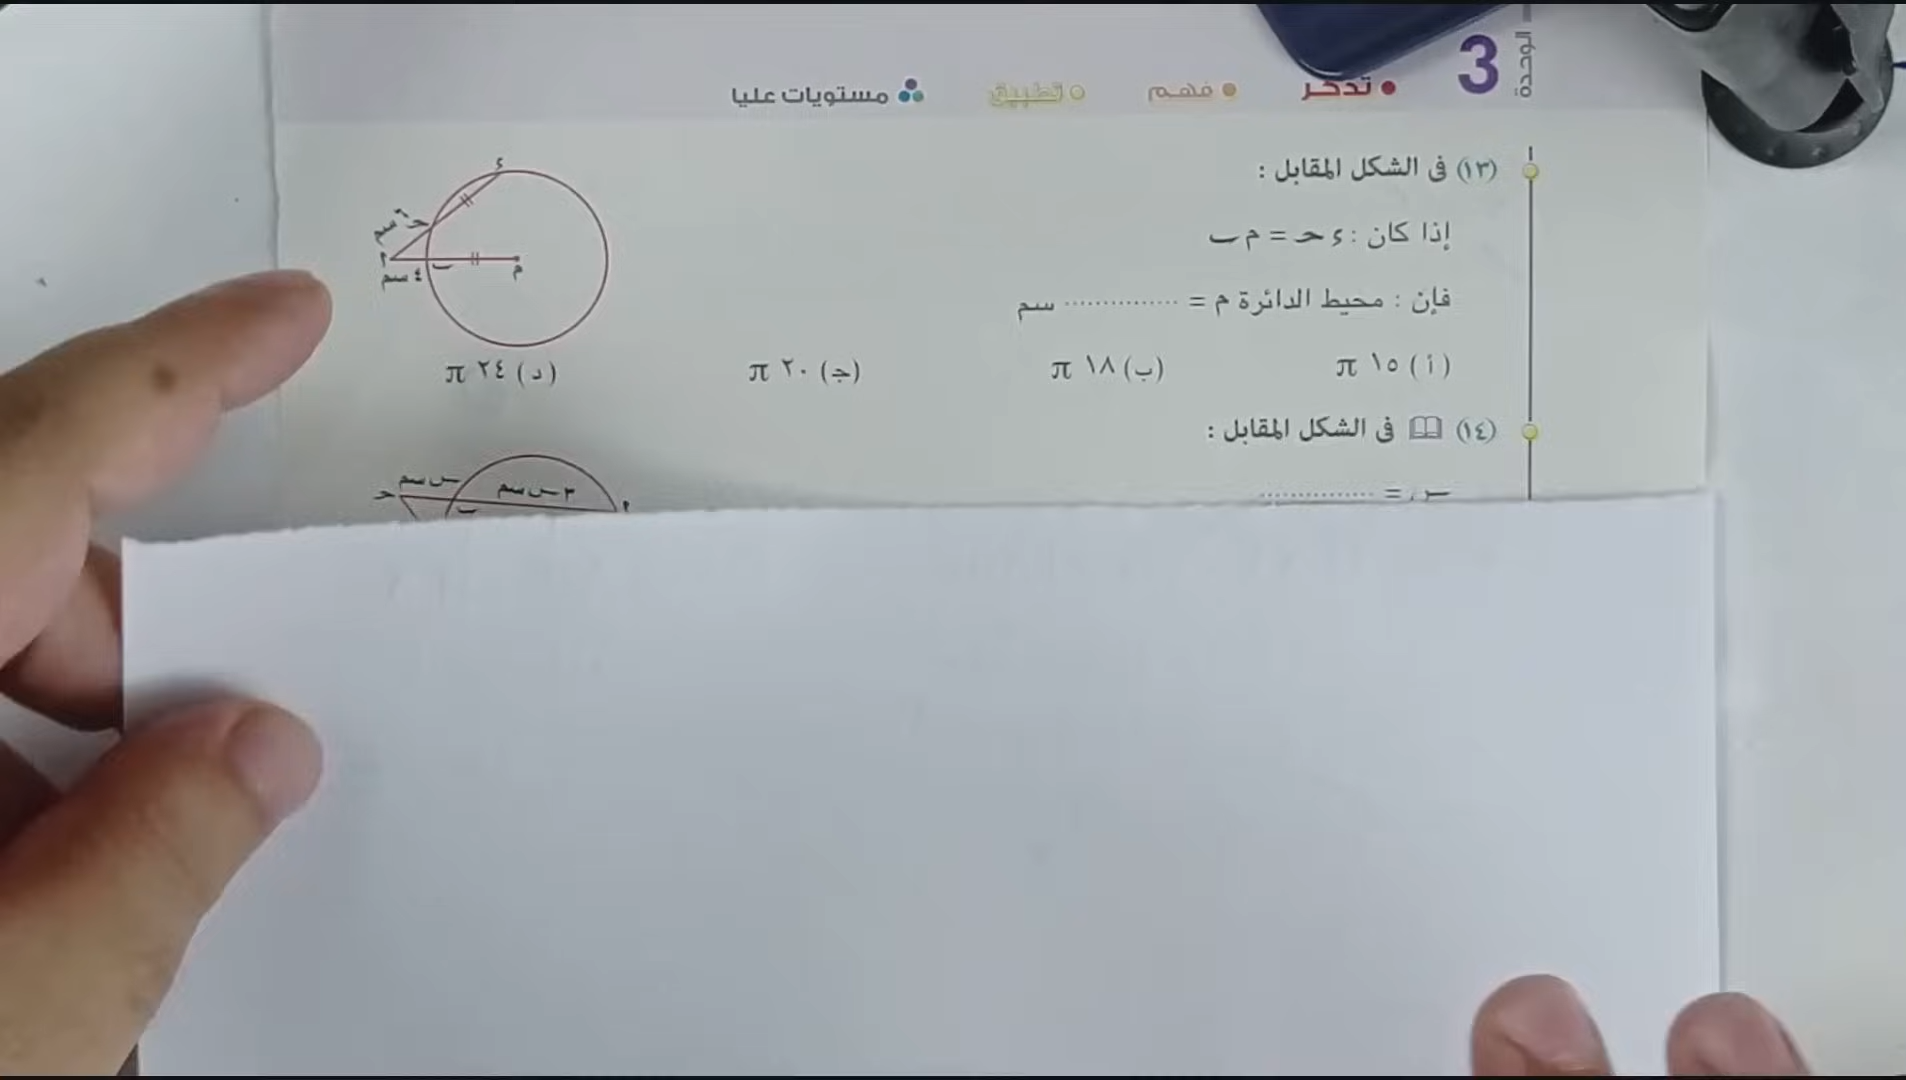 الوحدة 3
تذكر فهم تطبيق مستويات عليا
(١٣) فى الشكل المقابل :
إذا كان : ء حـ = م ب
فإن : محيط الدائرة م = ............... سم
(أ) ١٥ π (ب) ١٨ π (جـ) ٢٠ π (د) ٢٤ π
ء
حـ ٦ سم
أ ب م
٤ سم
(١٤) فى الشكل المقابل :
س = ...............
حـ س سم ٣ س سم أ
ب